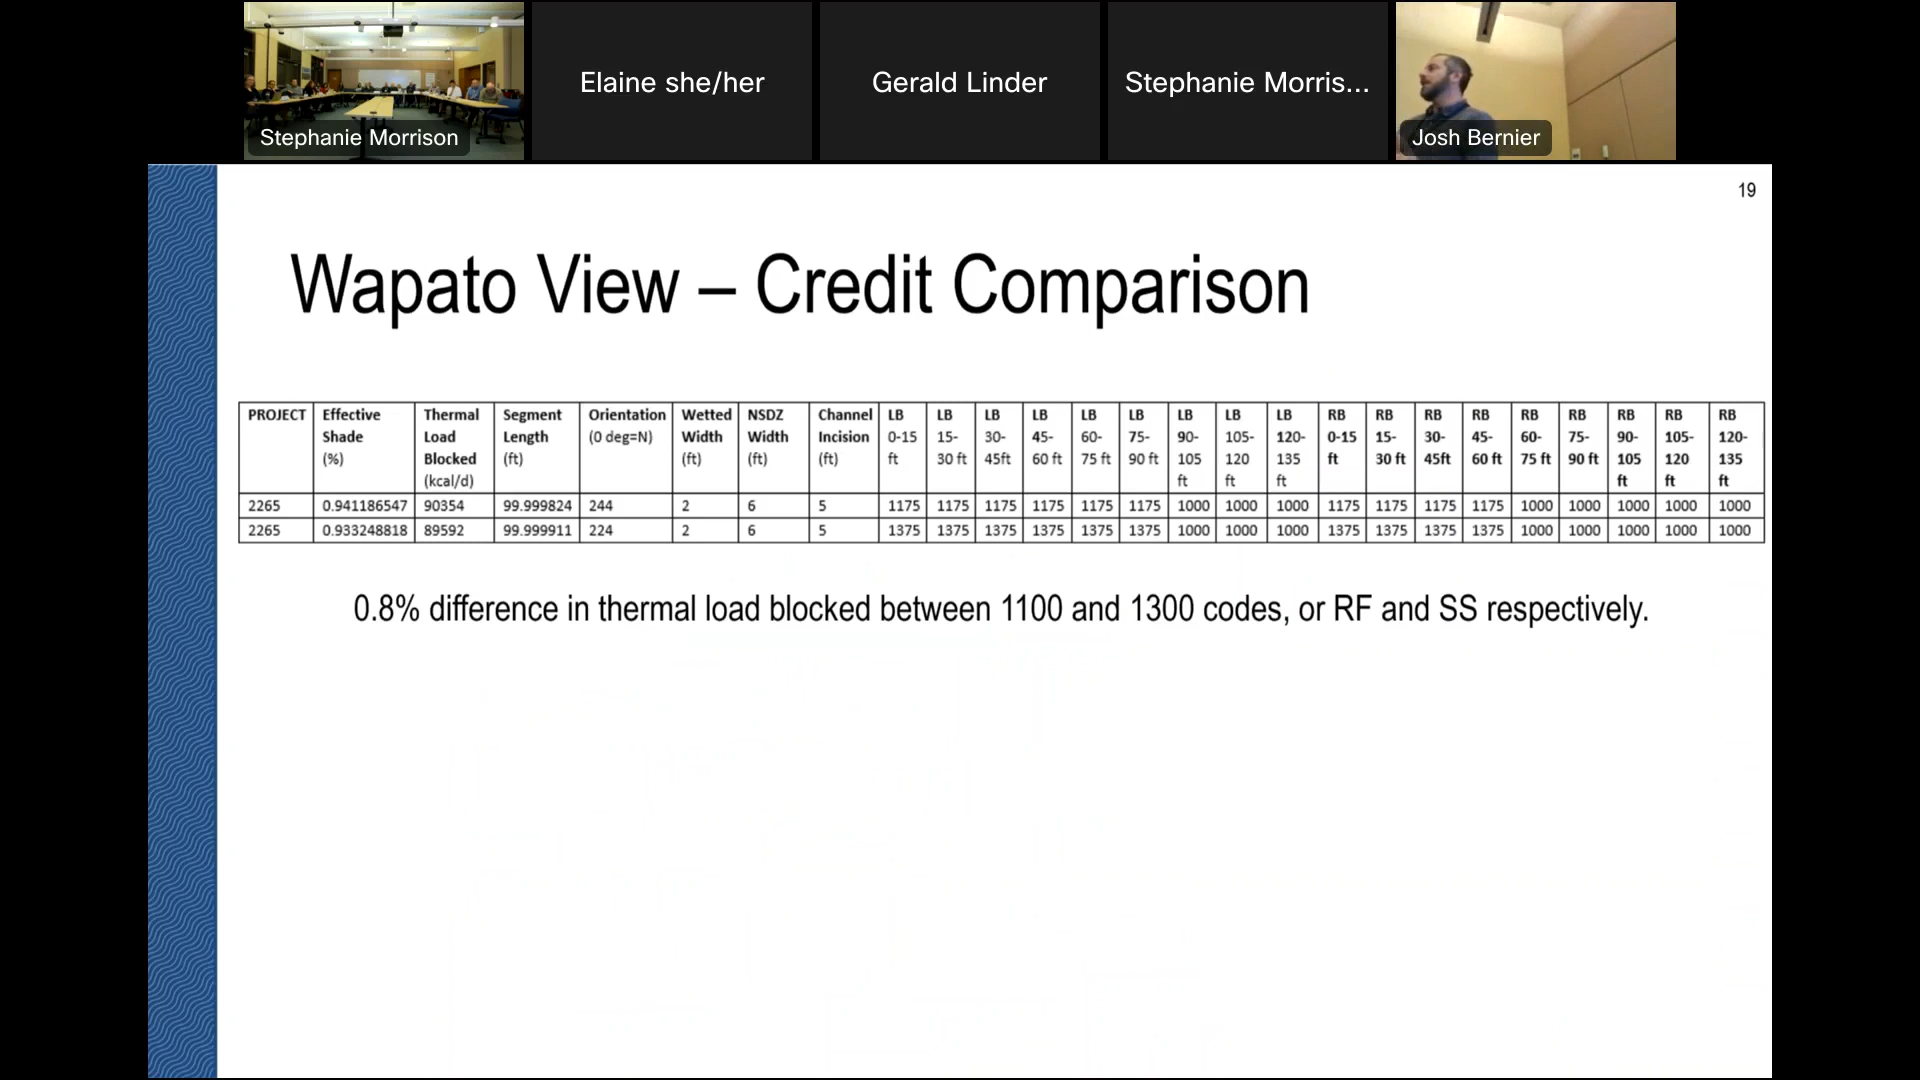 Stephanie Morrison
Elaine she/her
Gerald Linder
Stephanie Morris...
Josh Bernier
19
Wapato View – Credit Comparison
PROJECT Effective Shade (%) Thermal Load Blocked (kcal/d) Segment Length (ft) Orientation (0 deg=N) Wetted Width (ft) NSDZ Width (ft) Channel Incision (ft) LB 0-15 ft LB 15-30 ft LB 30-45ft LB 45-60 ft LB 60-75 ft LB 75-90 ft LB 90-105 ft LB 105-120 ft LB 120-135 ft RB 0-15 ft RB 15-30 ft RB 30-45ft RB 45-60 ft RB 60-75 ft RB 75-90 ft RB 90-105 ft RB 105-120 ft RB 120-135 ft
2265 0.941186547 90354 99.999824 244 2 6 5 1175 1175 1175 1175 1175 1175 1000 1000 1000 1175 1175 1175 1175 1000 1000 1000 1000 1000
2265 0.933248818 89592 99.999911 224 2 6 5 1375 1375 1375 1375 1375 1375 1000 1000 1000 1375 1375 1375 1375 1000 1000 1000 1000 1000
0.8% difference in thermal load blocked between 1100 and 1300 codes, or RF and SS respectively.